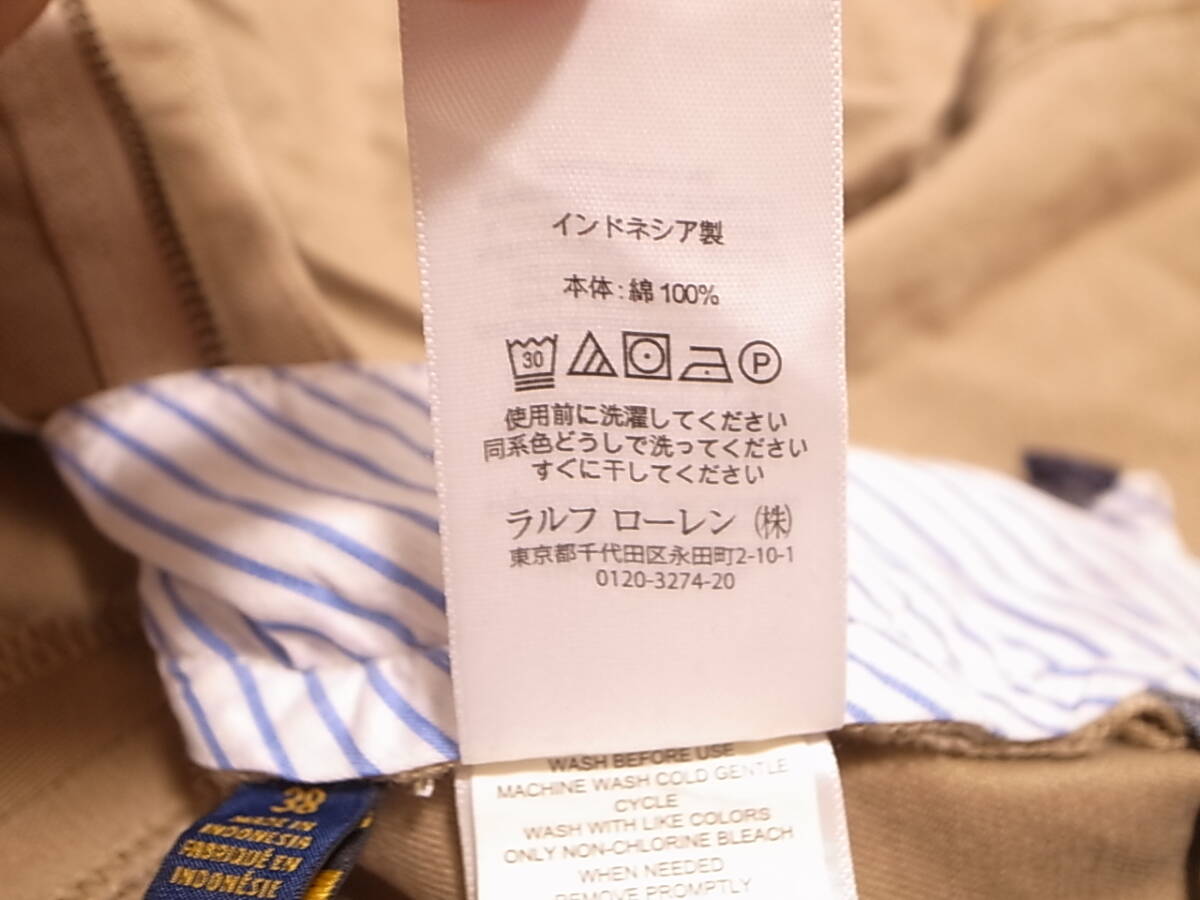 インドネシア製
本体：綿100%
30 P
使用前に洗濯してください
同系色どうしで洗ってください
すぐに干してください
ラルフ ローレン（株）
東京都千代田区永田町2-10-1
0120-3274-20
WASH BEFORE USE
MACHINE WASH COLD GENTLE
CYCLE
WASH WITH LIKE COLORS
ONLY NON-CHLORINE BLEACH
WHEN NEEDED
REMOVE PROMPTLY
38
MADE IN
INDONESIA
FABRIQUÉ EN
INDONÉSIE